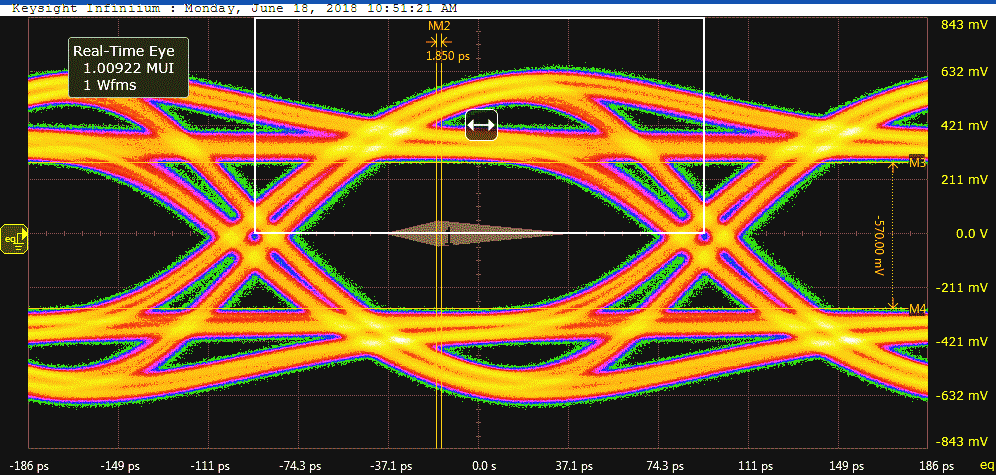 Keysight Infiniium : Monday, June 18, 2018 10:51:21 AM
NM2
1.850 ps
Real-Time Eye
1.00922 MUI
1 Wfms
843 mV
632 mV
421 mV
M3
211 mV
eq
0.0 V
-570.00 mV
-211 mV
M4
-421 mV
-632 mV
-843 mV
-186 ps -149 ps -111 ps -74.3 ps -37.1 ps 0.0 s 37.1 ps 74.3 ps 111 ps 149 ps 186 ps eq